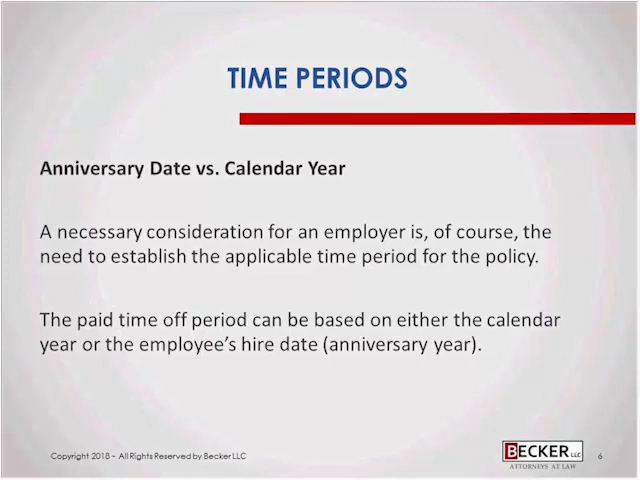 TIME PERIODS
Anniversary Date vs. Calendar Year
A necessary consideration for an employer is, of course, the
need to establish the applicable time period for the policy.
The paid time off period can be based on either the calendar
year or the employee’s hire date (anniversary year).
Copyright 2018 - All Rights Reserved by Becker LLC
BECKER LLC
ATTORNEYS AT LAW
6